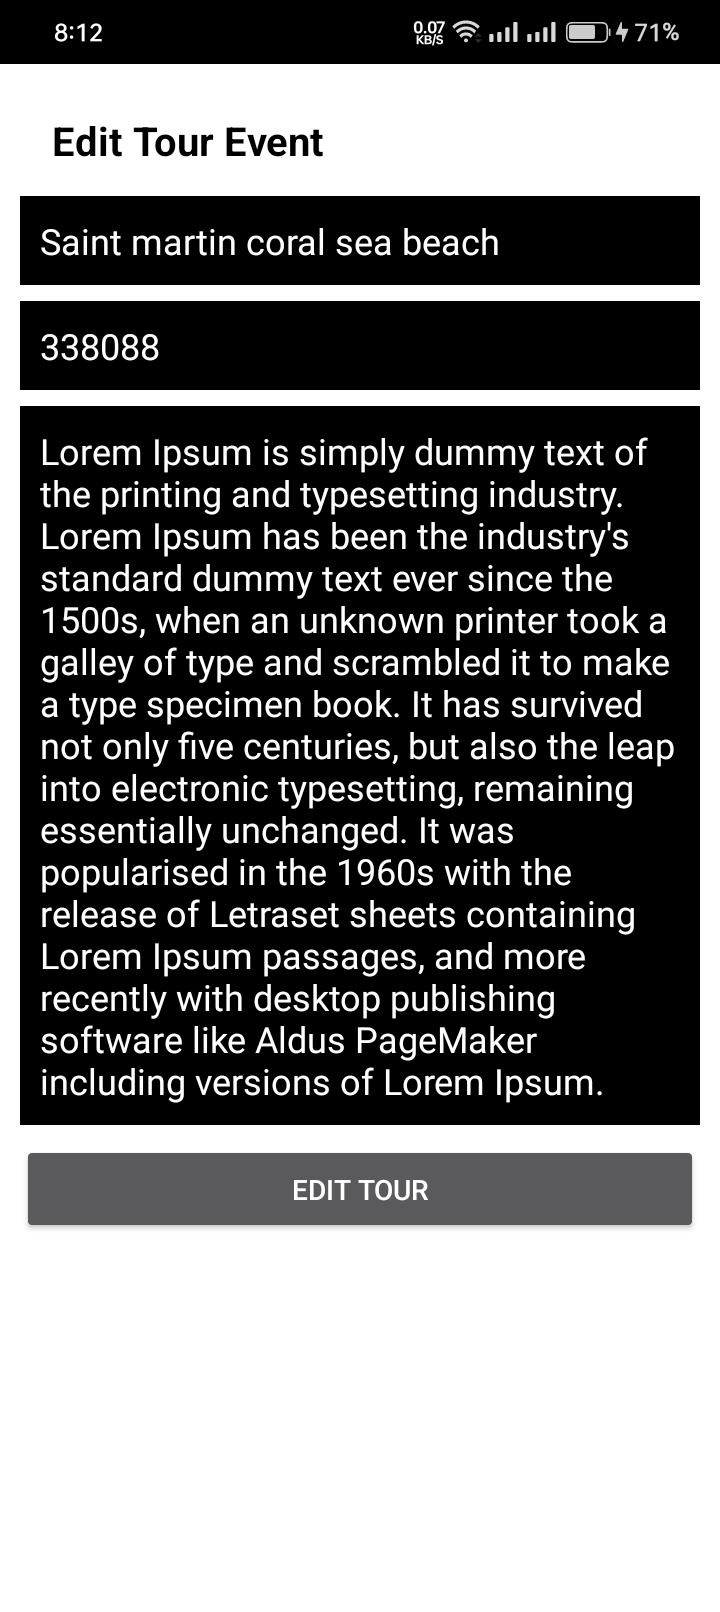 8:12
0.07
KB/S
71%
Edit Tour Event
Saint martin coral sea beach
338088
Lorem Ipsum is simply dummy text of
the printing and typesetting industry.
Lorem Ipsum has been the industry's
standard dummy text ever since the
1500s, when an unknown printer took a
galley of type and scrambled it to make
a type specimen book. It has survived
not only five centuries, but also the leap
into electronic typesetting, remaining
essentially unchanged. It was
popularised in the 1960s with the
release of Letraset sheets containing
Lorem Ipsum passages, and more
recently with desktop publishing
software like Aldus PageMaker
including versions of Lorem Ipsum.
EDIT TOUR